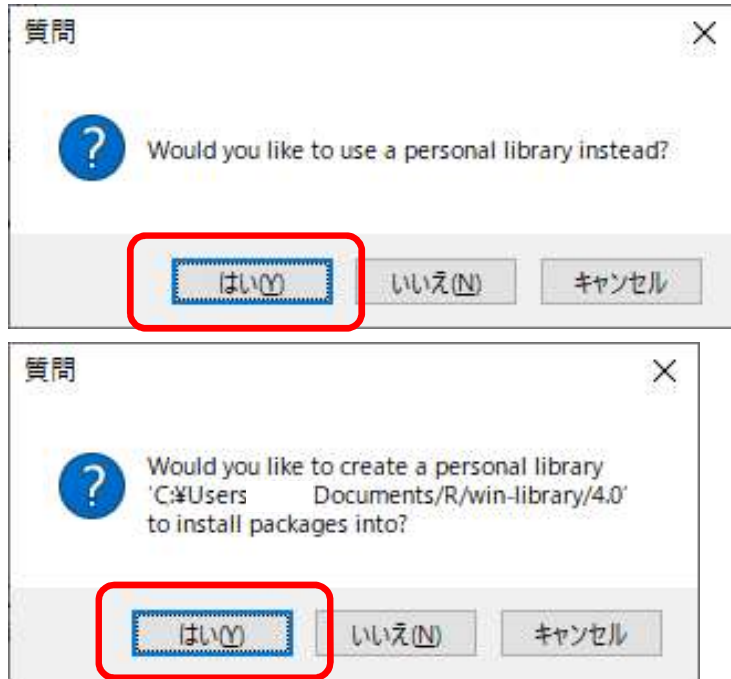 質問
Would you like to use a personal library instead?
はい(Y) いいえ(N) キャンセル
質問
Would you like to create a personal library
'C:¥Users Documents/R/win-library/4.0'
to install packages into?
はい(Y) いいえ(N) キャンセル